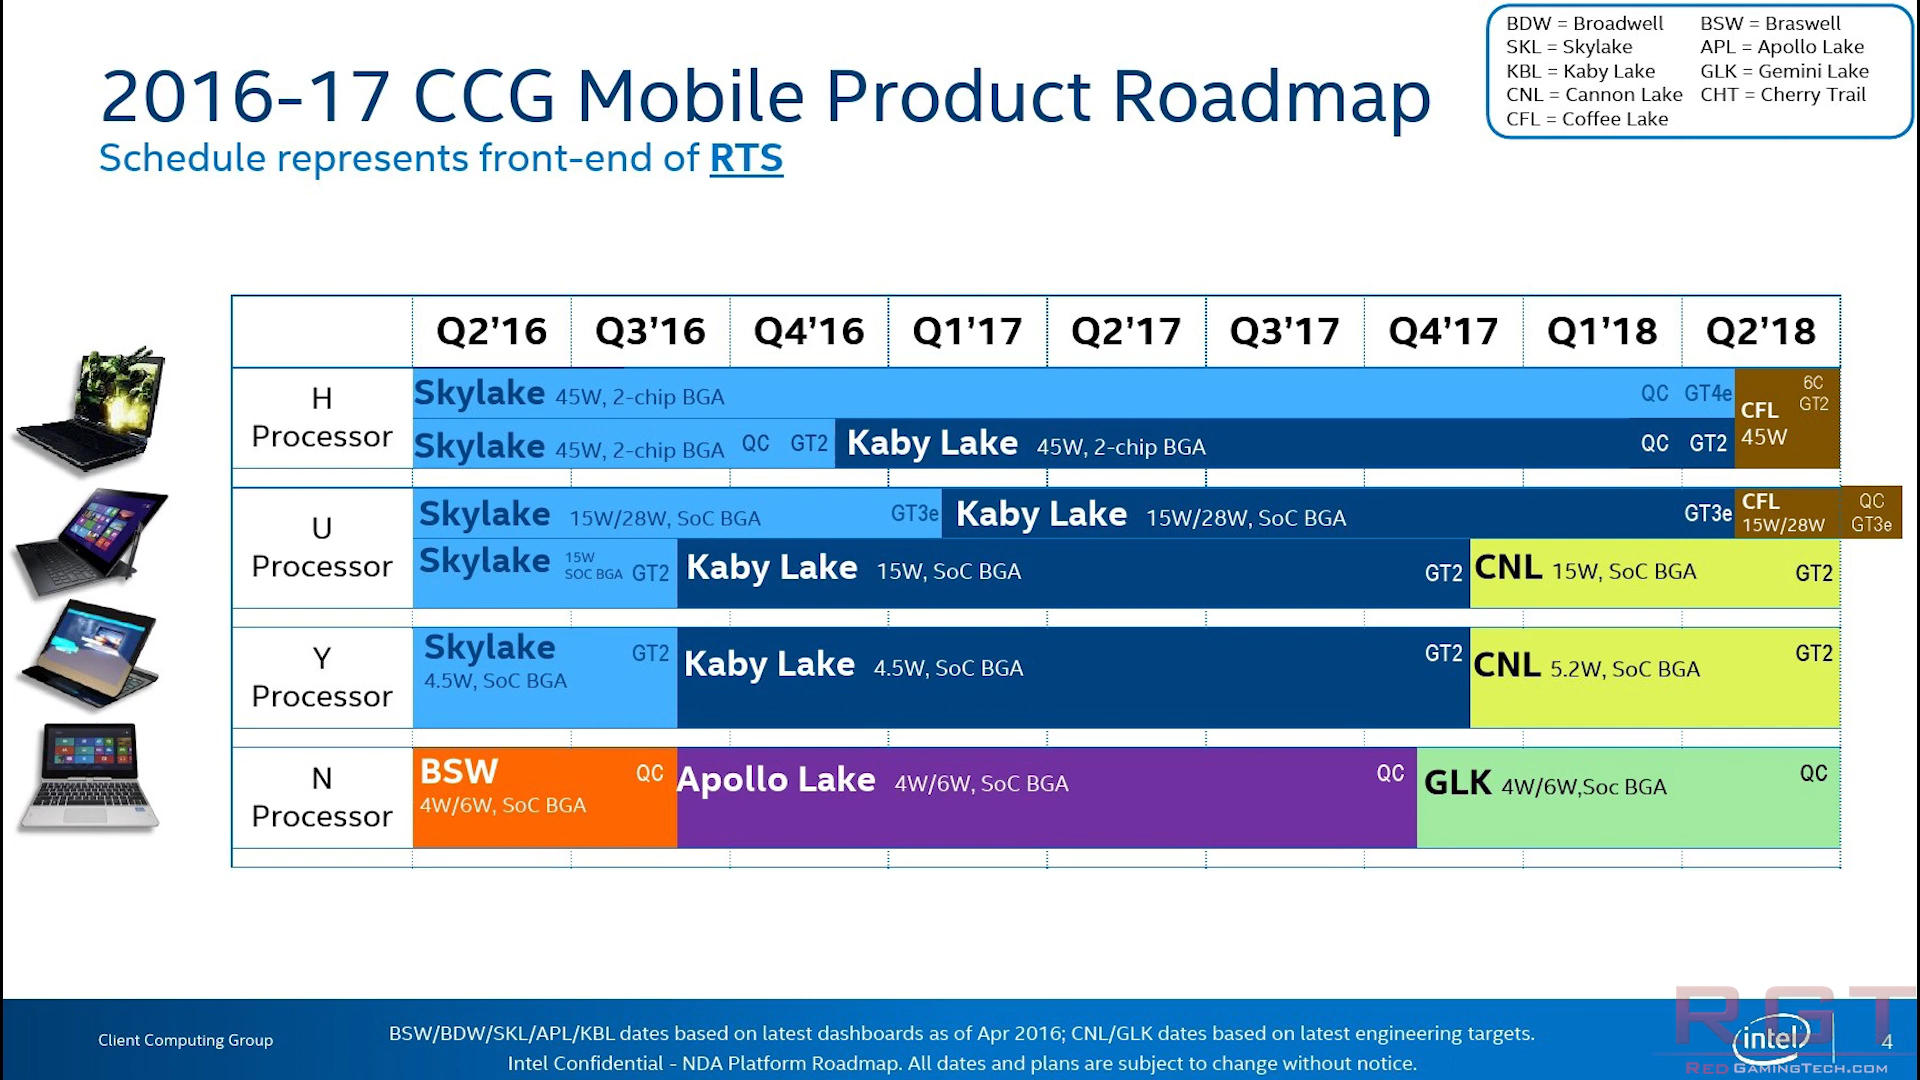 BDW = Broadwell BSW = Braswell
SKL = Skylake APL = Apollo Lake
KBL = Kaby Lake GLK = Gemini Lake
CNL = Cannon Lake CHT = Cherry Trail
CFL = Coffee Lake
2016-17 CCG Mobile Product Roadmap
Schedule represents front-end of RTS
Q2’16 Q3’16 Q4’16 Q1’17 Q2’17 Q3’17 Q4’17 Q1’18 Q2’18
H
Processor
Skylake 45W, 2-chip BGA QC GT4e
Skylake 45W, 2-chip BGA QC GT2
Kaby Lake 45W, 2-chip BGA QC GT2
6C
GT2
CFL
45W
U
Processor
Skylake 15W/28W, SoC BGA GT3e
Kaby Lake 15W/28W, SoC BGA GT3e
CFL
15W/28W
QC
GT3e
Skylake 15W
SOC BGA GT2
Kaby Lake 15W, SoC BGA GT2
CNL 15W, SoC BGA GT2
Y
Processor
Skylake GT2
4.5W, SoC BGA
Kaby Lake 4.5W, SoC BGA GT2
CNL 5.2W, SoC BGA GT2
N
Processor
BSW QC
4W/6W, SoC BGA
Apollo Lake 4W/6W, SoC BGA QC
GLK 4W/6W,Soc BGA QC
Client Computing Group
BSW/BDW/SKL/APL/KBL dates based on latest dashboards as of Apr 2016; CNL/GLK dates based on latest engineering targets.
Intel Confidential - NDA Platform Roadmap. All dates and plans are subject to change without notice.
RGT
intel
4
REDGAMINGTECH.COM